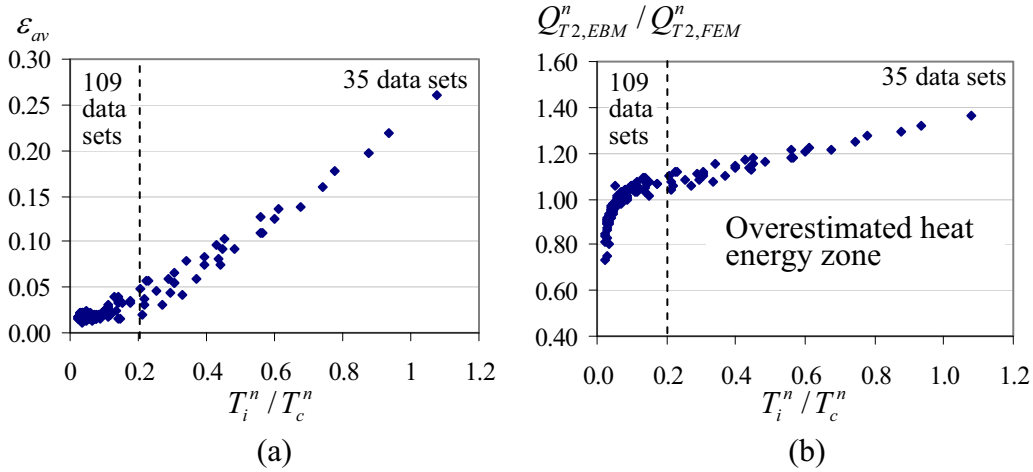 ε_av
0.30
0.25
0.20
0.15
0.10
0.05
0.00
109
data
sets
35 data sets
0 0.2 0.4 0.6 0.8 1 1.2
T_i^n / T_c^n
(a)
Q_{T2,EBM}^n / Q_{T2,FEM}^n
1.60
1.40
1.20
1.00
0.80
0.60
0.40
109
data
sets
35 data sets
Overestimated heat
energy zone
0.0 0.2 0.4 0.6 0.8 1.0 1.2
T_i^n / T_c^n
(b)